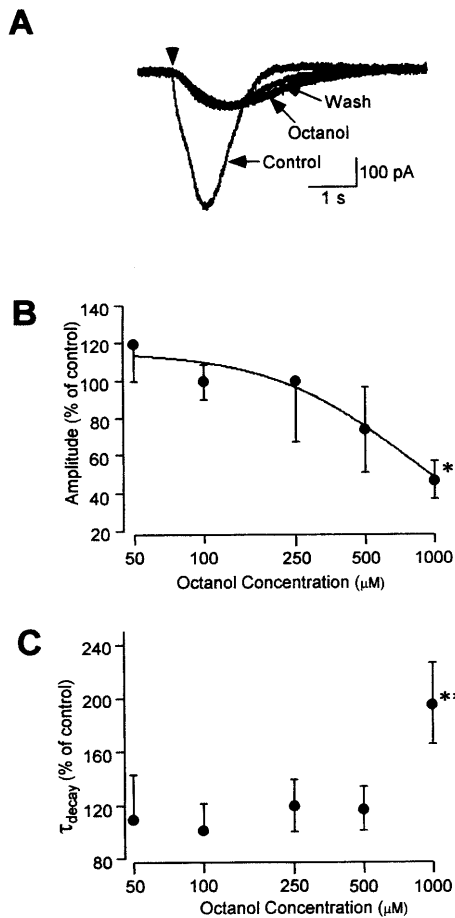 A
Wash
Octanol
Control
100 pA
1 s
B
Amplitude (% of control)
140
120
100
80
60
40
20
*
50 100 250 500 1000
Octanol Concentration (μM)
C
τdecay (% of control)
240
200
160
120
80
**
50 100 250 500 1000
Octanol Concentration (μM)